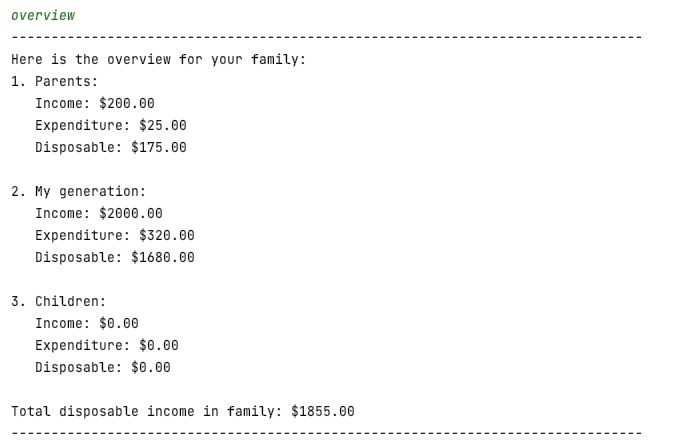 overview
--------------------------------------------------------------------------------
Here is the overview for your family:
1. Parents:
   Income: $200.00
   Expenditure: $25.00
   Disposable: $175.00

2. My generation:
   Income: $2000.00
   Expenditure: $320.00
   Disposable: $1680.00

3. Children:
   Income: $0.00
   Expenditure: $0.00
   Disposable: $0.00

Total disposable income in family: $1855.00
--------------------------------------------------------------------------------